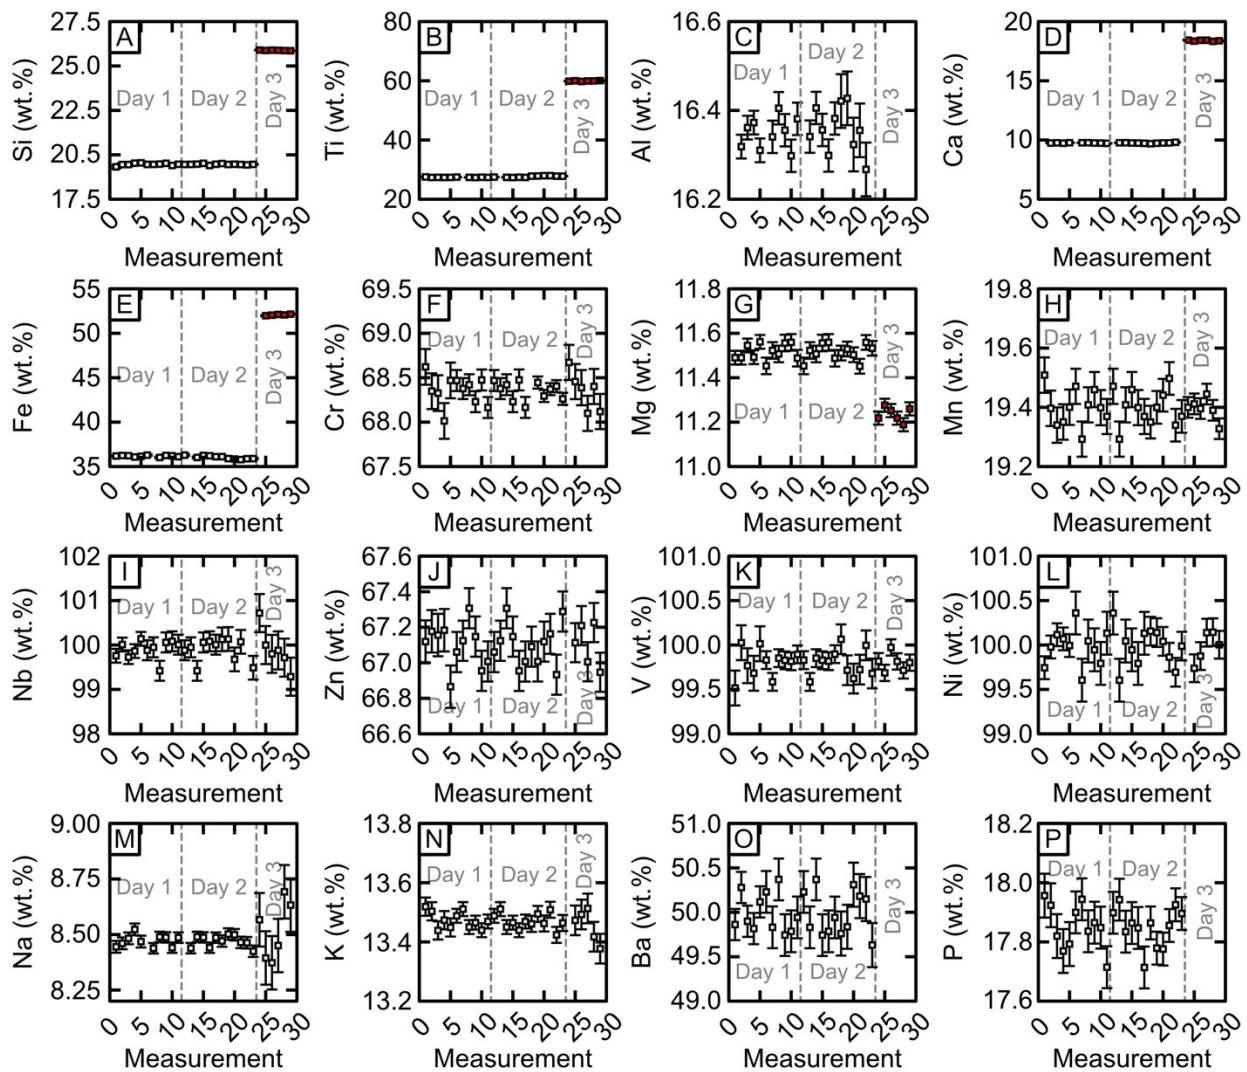 A
Si (wt.%)
27.5
25.0
22.5
20.0
17.5
Day 1
Day 2
Day 3
0 5 10 15 20 25 30
Measurement
B
Ti (wt.%)
80
60
40
20
Day 1
Day 2
Day 3
0 5 10 15 20 25 30
Measurement
C
Al (wt.%)
16.6
16.4
16.2
Day 1
Day 2
Day 3
0 5 10 15 20 25 30
Measurement
D
Ca (wt.%)
20
15
10
5
Day 1
Day 2
Day 3
0 5 10 15 20 25 30
Measurement
E
Fe (wt.%)
55
52
45
40
35
Day 1
Day 2
Day 3
0 5 10 15 20 25 30
Measurement
F
Cr (wt.%)
69.5
69.0
68.5
68.0
67.5
Day 1
Day 2
Day 3
0 5 10 15 20 25 30
Measurement
G
Mg (wt.%)
11.8
11.6
11.4
11.2
11.0
Day 1
Day 2
Day 3
0 5 10 15 20 25 30
Measurement
H
Mn (wt.%)
19.8
19.6
19.4
19.2
Day 1
Day 2
Day 3
0 5 10 15 20 25 30
Measurement
I
Nb (wt.%)
102
101
100
99
98
Day 1
Day 2
Day 3
0 5 10 15 20 25 30
Measurement
J
Zn (wt.%)
67.6
67.4
67.2
67.0
66.8
66.6
Day 1
Day 2
Day 3
0 5 10 15 20 25 30
Measurement
K
V (wt.%)
101.0
100.5
100.0
99.5
99.0
Day 1
Day 2
Day 3
0 5 10 15 20 25 30
Measurement
L
Ni (wt.%)
101.0
100.5
100.0
99.5
99.0
Day 1
Day 2
Day 3
0 5 10 15 20 25 30
Measurement
M
Na (wt.%)
9.00
8.75
8.50
8.25
Day 1
Day 2
Day 3
0 5 10 15 20 25 30
Measurement
N
K (wt.%)
13.8
13.6
13.4
13.2
Day 1
Day 2
Day 3
0 5 10 15 20 25 30
Measurement
O
Ba (wt.%)
51.0
50.5
50.0
49.5
49.0
Day 1
Day 2
Day 3
0 5 10 15 20 25 30
Measurement
P
P (wt.%)
18.2
18.0
17.8
17.6
Day 1
Day 2
Day 3
0 5 10 15 20 25 30
Measurement